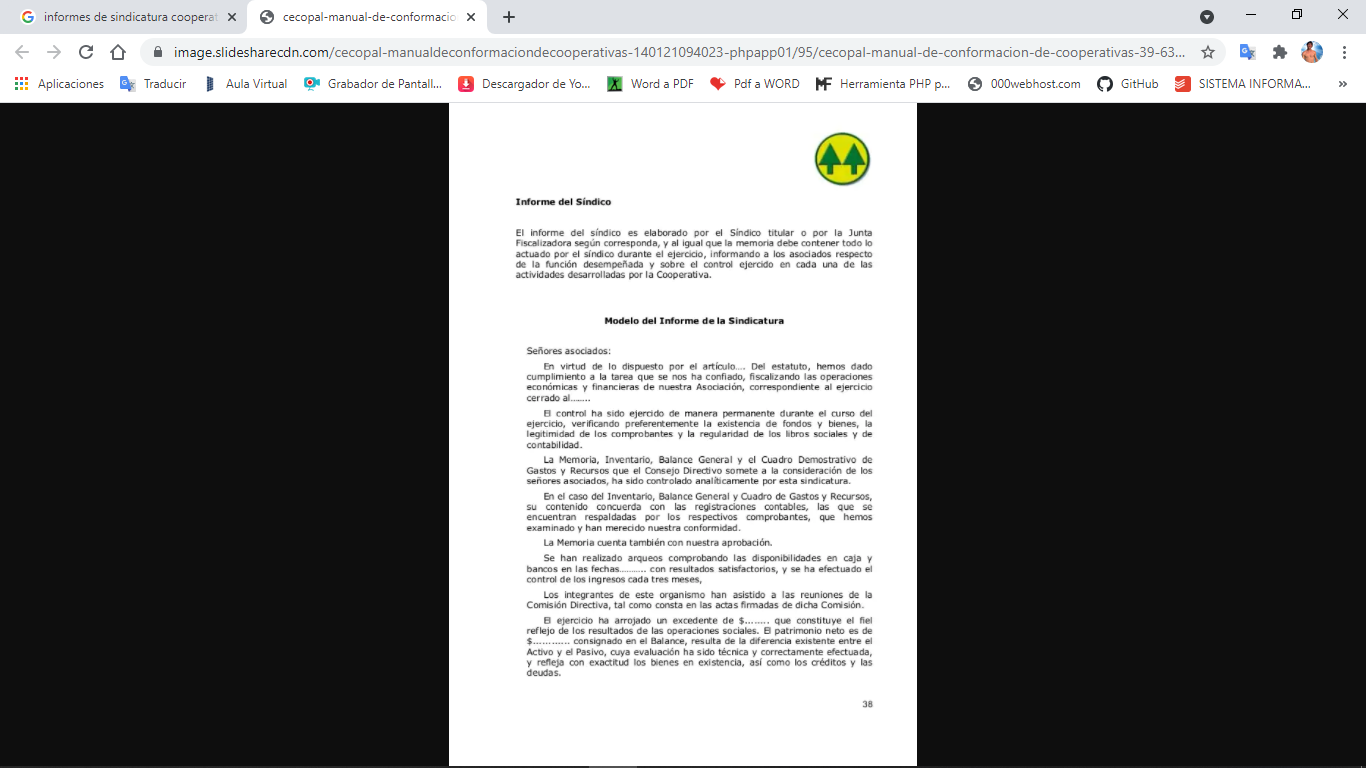 informes de sindicatura cooperat
cecopal-manual-de-conformacio
image.slidesharecdn.com/cecopal-manualdeconformaciondecooperativas-140121094023-phpapp01/95/cecopal-manual-de-conformacion-de-cooperativas-39-63...
Aplicaciones Traducir Aula Virtual Grabador de Pantall... Descargador de Yo... Word a PDF Pdf a WORD Herramienta PHP p... 000webhost.com GitHub SISTEMA INFORMA... »
Informe del Síndico
El informe del síndico es elaborado por el Síndico titular o por la Junta
Fiscalizadora según corresponda, y al igual que la memoria debe contener todo lo
actuado por el síndico durante el ejercicio, informando a los asociados respecto
de la función desempeñada y sobre el control ejercido en cada una de las
actividades desarrolladas por la Cooperativa.
Modelo del Informe de la Sindicatura
Señores asociados:
En virtud de lo dispuesto por el artículo.... Del estatuto, hemos dado
cumplimiento a la tarea que se nos ha confiado, fiscalizando las operaciones
económicas y financieras de nuestra Asociación, correspondiente al ejercicio
cerrado al.......
El control ha sido ejercido de manera permanente durante el curso del
ejercicio, verificando preferentemente la existencia de fondos y bienes, la
legitimidad de los comprobantes y la regularidad de los libros sociales y de
contabilidad.
La Memoria, Inventario, Balance General y el Cuadro Demostrativo de
Gastos y Recursos que el Consejo Directivo somete a la consideración de los
señores asociados, ha sido controlado analíticamente por esta sindicatura.
En el caso del Inventario, Balance General y Cuadro de Gastos y Recursos,
su contenido concuerda con las registraciones contables, las que se
encuentran respaldadas por los respectivos comprobantes, que hemos
examinado y han merecido nuestra conformidad.
La Memoria cuenta también con nuestra aprobación.
Se han realizado arqueos comprobando las disponibilidades en caja y
bancos en las fechas.......... con resultados satisfactorios, y se ha efectuado el
control de los ingresos cada tres meses,
Los integrantes de este organismo han asistido a las reuniones de la
Comisión Directiva, tal como consta en las actas firmadas de dicha Comisión.
El ejercicio ha arrojado un excedente de $........ que constituye el fiel
reflejo de los resultados de las operaciones sociales. El patrimonio neto es de
$............ consignado en el Balance, resulta de la diferencia existente entre el
Activo y el Pasivo, cuya evaluación ha sido técnica y correctamente efectuada,
y refleja con exactitud los bienes en existencia, así como los créditos y las
deudas.
38